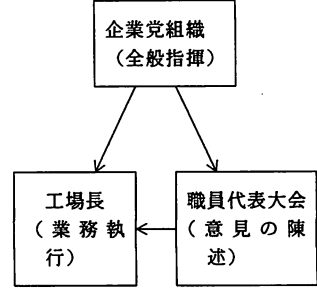 企業党組織
（全般指揮）
工場長
（業務執
行）
職員代表大会
（意見の陳
述）